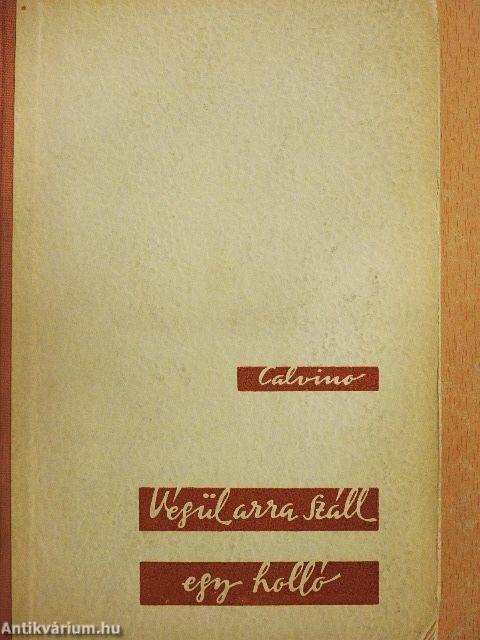 Calvino
Végül arra száll
egy holló
Antikvárium.hu